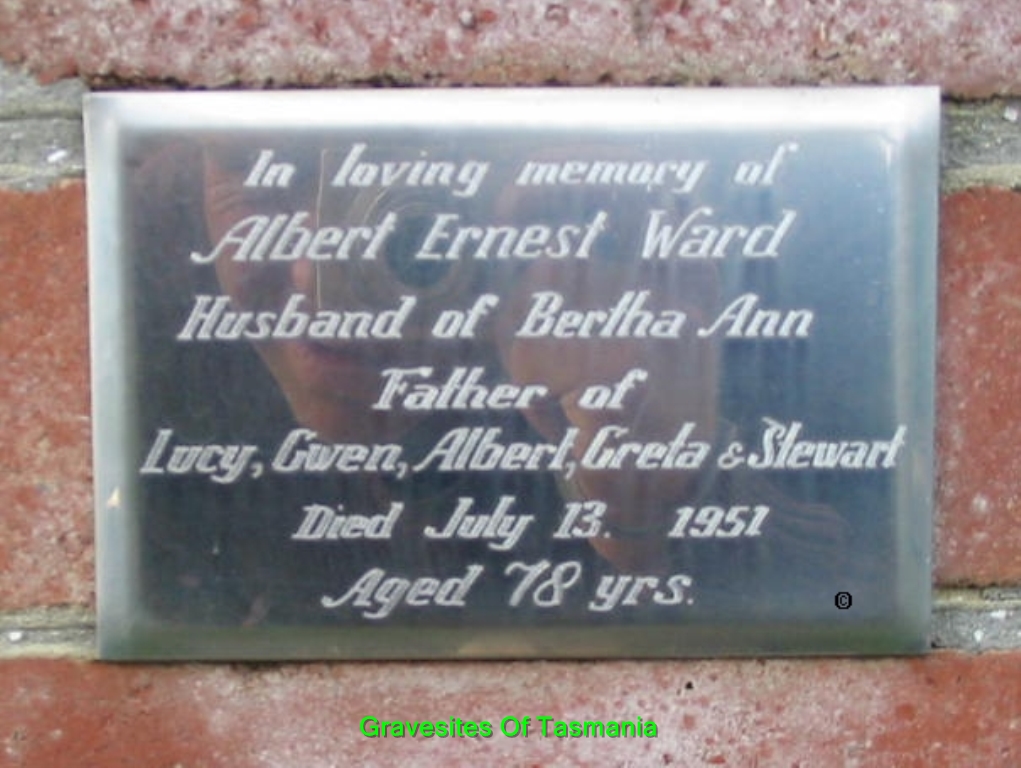 In loving memory of
Albert Ernest Ward
Husband of Bertha Ann
Father of
Lucy, Gwen, Albert, Greta & Stewart
Died July 13. 1951
Aged 78 yrs.
©
Gravesites Of Tasmania